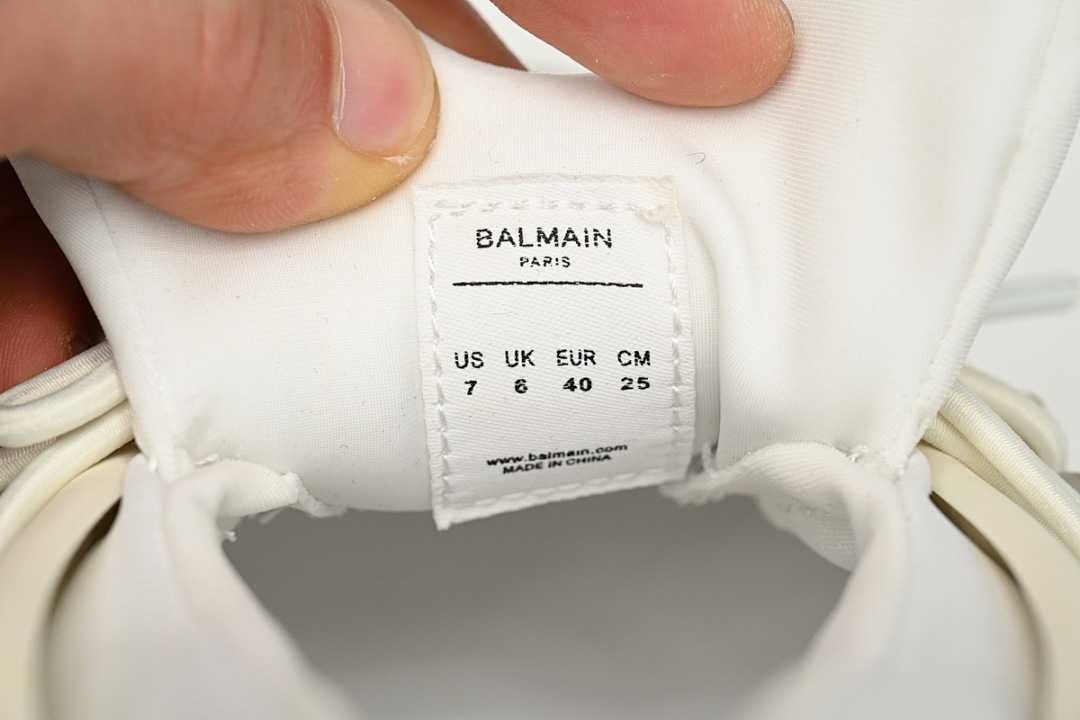 BALMAIN
PARIS
US UK EUR CM
7 6 40 25
www.balmain.com
MADE IN CHINA